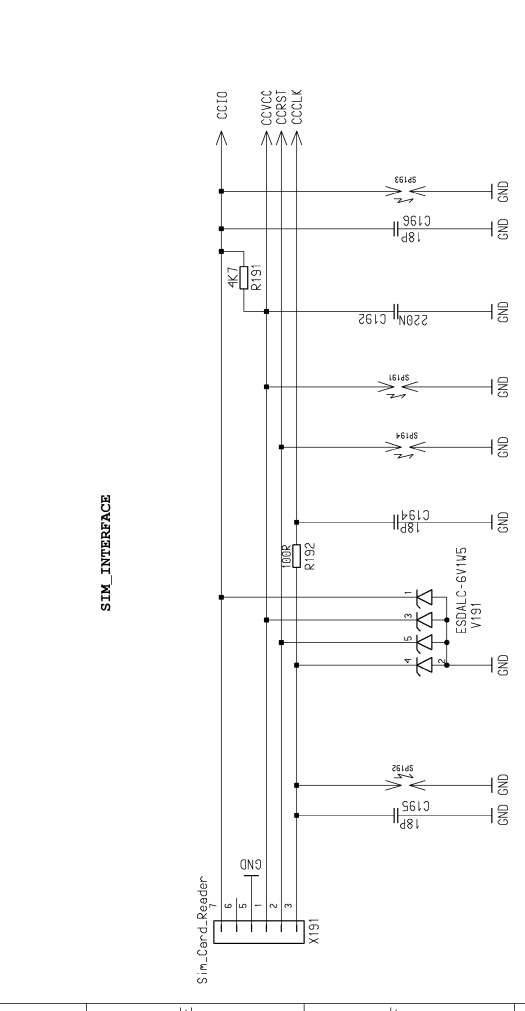 CCIO
CCVCC
CCRST
CCCLK
SP193
GND
C196
18P
GND
4K7
R191
C192
220N
GND
SP191
GND
SP194
GND
C194
18P
GND
SIM_INTERFACE
100R
R192
1
3
5
4
2
ESDALC-6V1W5
V191
GND
SP192
GND
C195
18P
GND
GND
Sim_Card_Reader
7
6
5
1
2
3
X191